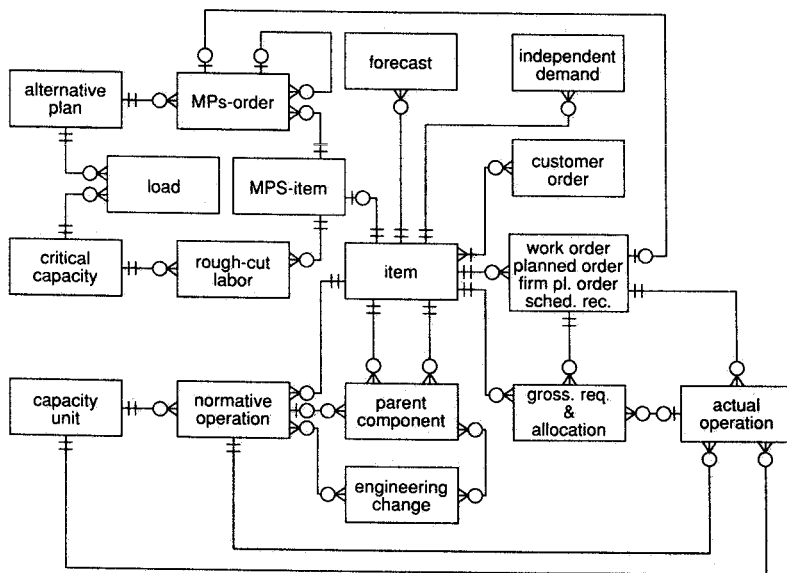 forecast
independent
demand
alternative
plan
MPs-order
customer
order
load
MPS-item
critical
capacity
rough-cut
labor
item
work order
planned order
firm pl. order
sched. rec.
capacity
unit
normative
operation
parent
component
gross. req.
&
allocation
actual
operation
engineering
change